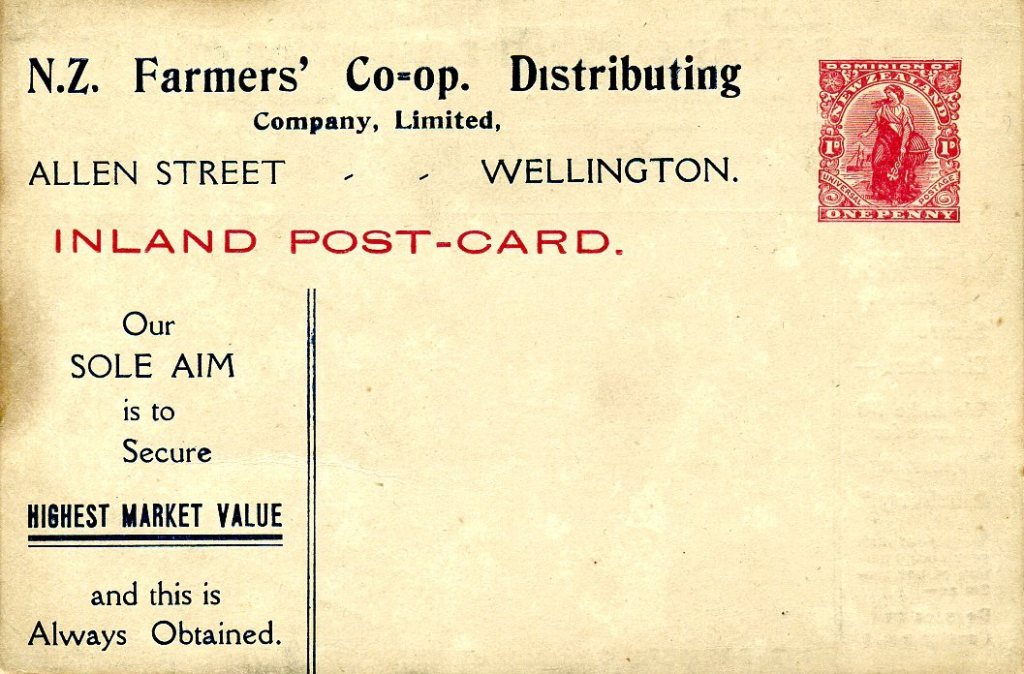 N.Z. Farmers' Co=op. Distributing
Company, Limited,
ALLEN STREET - - WELLINGTON.
DOMINION OF
NEW ZEALAND
1D 1D
UNIVERSAL POSTAGE
ONE PENNY
INLAND POST-CARD.
Our
SOLE AIM
is to
Secure
HIGHEST MARKET VALUE
and this is
Always Obtained.